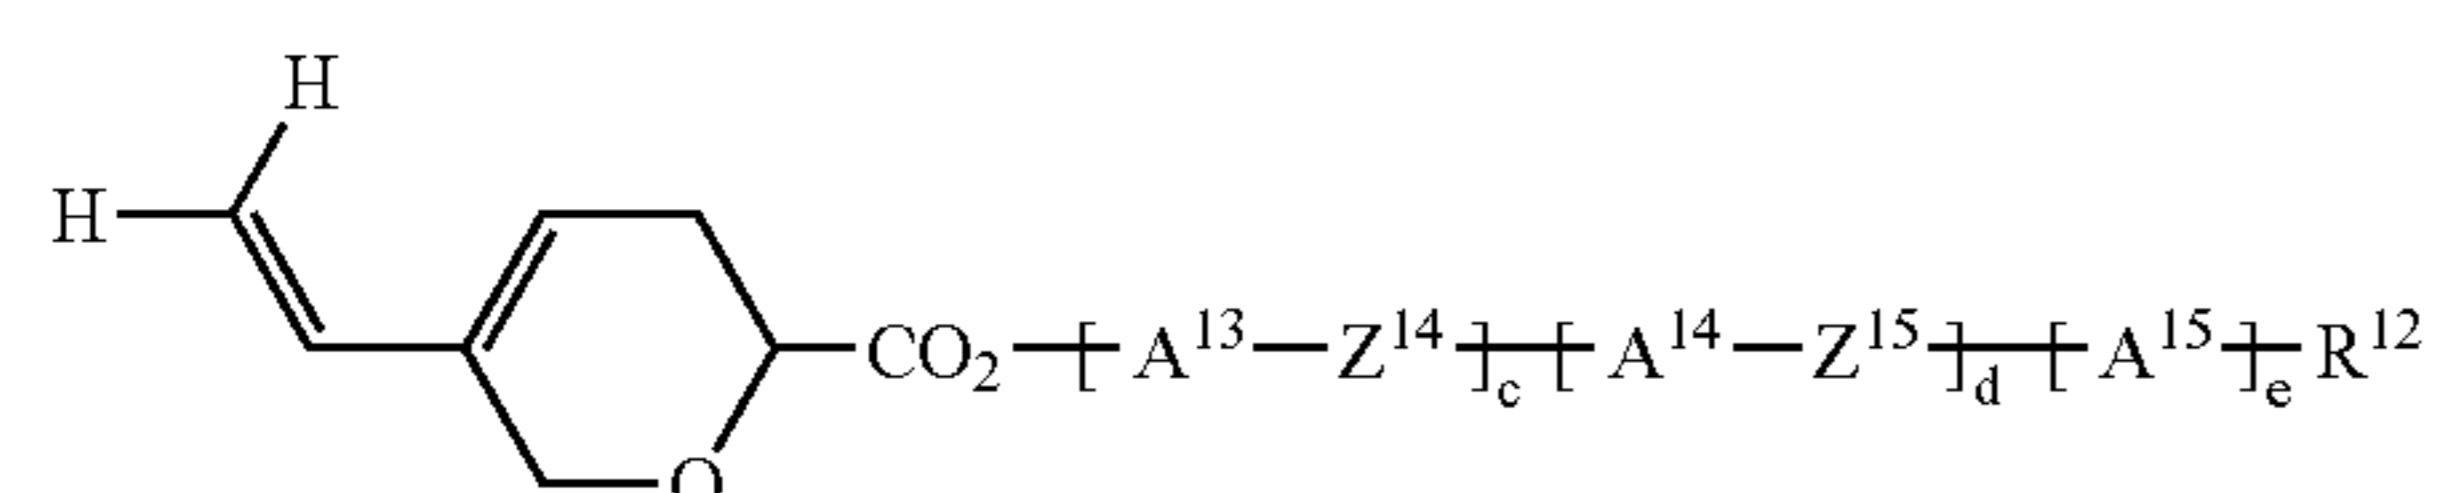 H
H
CO₂ [ A¹³ Z¹⁴ ]c [ A¹⁴ Z¹⁵ ]d [ A¹⁵ ]e R¹²
O